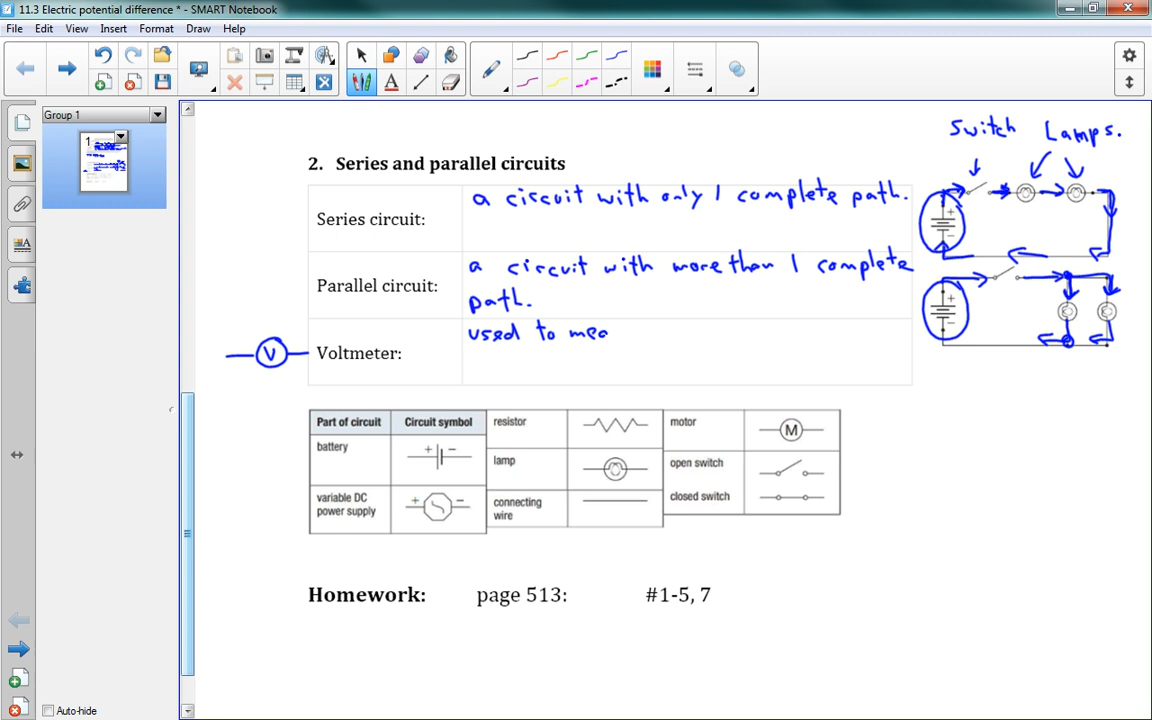 11.3 Electric potential difference * - SMART Notebook
File Edit View Insert Format Draw Help
Group 1
1
Switch Lamps.
2. Series and parallel circuits
Series circuit: a circuit with only 1 complete path.
+
-
Parallel circuit: a circuit with more than 1 complete
path.
+
-
V Voltmeter: used to mea
Part of circuit Circuit symbol
battery + -
variable DC
power supply + -
resistor
lamp
connecting
wire
motor M
open switch
closed switch
Homework: page 513: #1-5, 7
Auto-hide